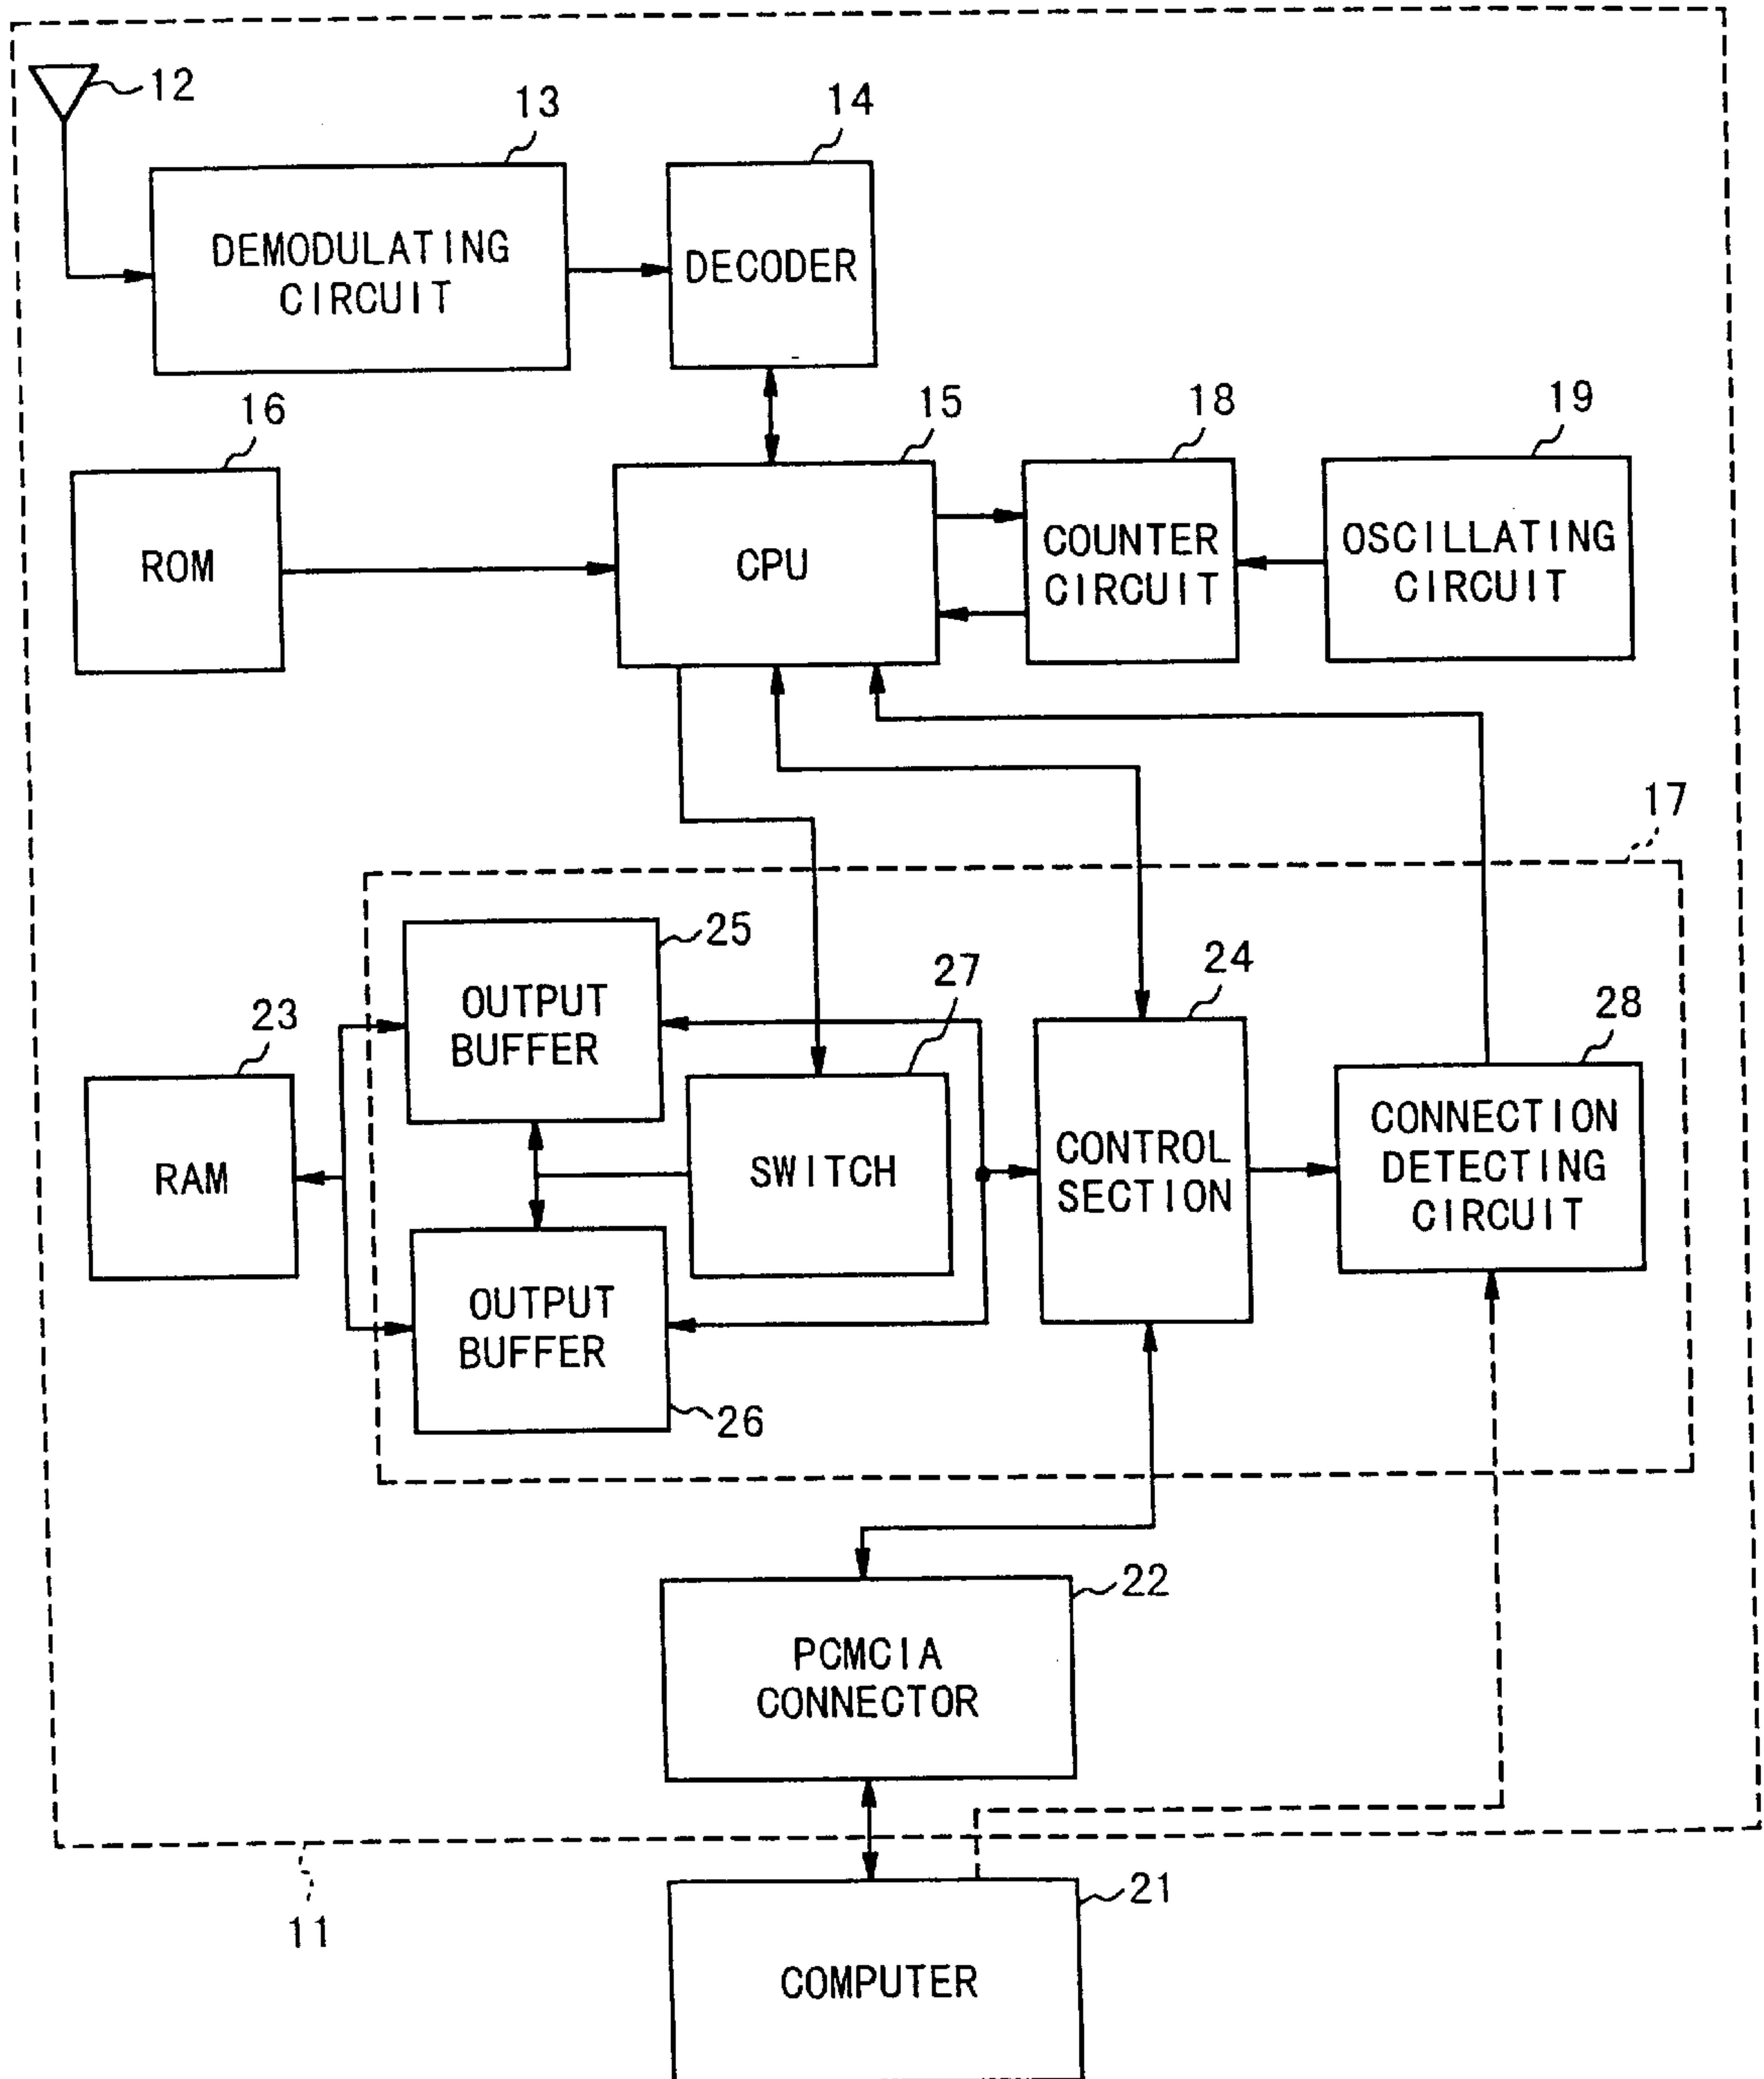 12
13
14
DEMODULATING
CIRCUIT
DECODER
16
15
18
19
ROM
CPU
COUNTER
CIRCUIT
OSCILLATING
CIRCUIT
17
25
27
24
28
23
OUTPUT
BUFFER
RAM
SWITCH
CONTROL
SECTION
CONNECTION
DETECTING
CIRCUIT
OUTPUT
BUFFER
26
22
PCMCIA
CONNECTOR
11
21
COMPUTER